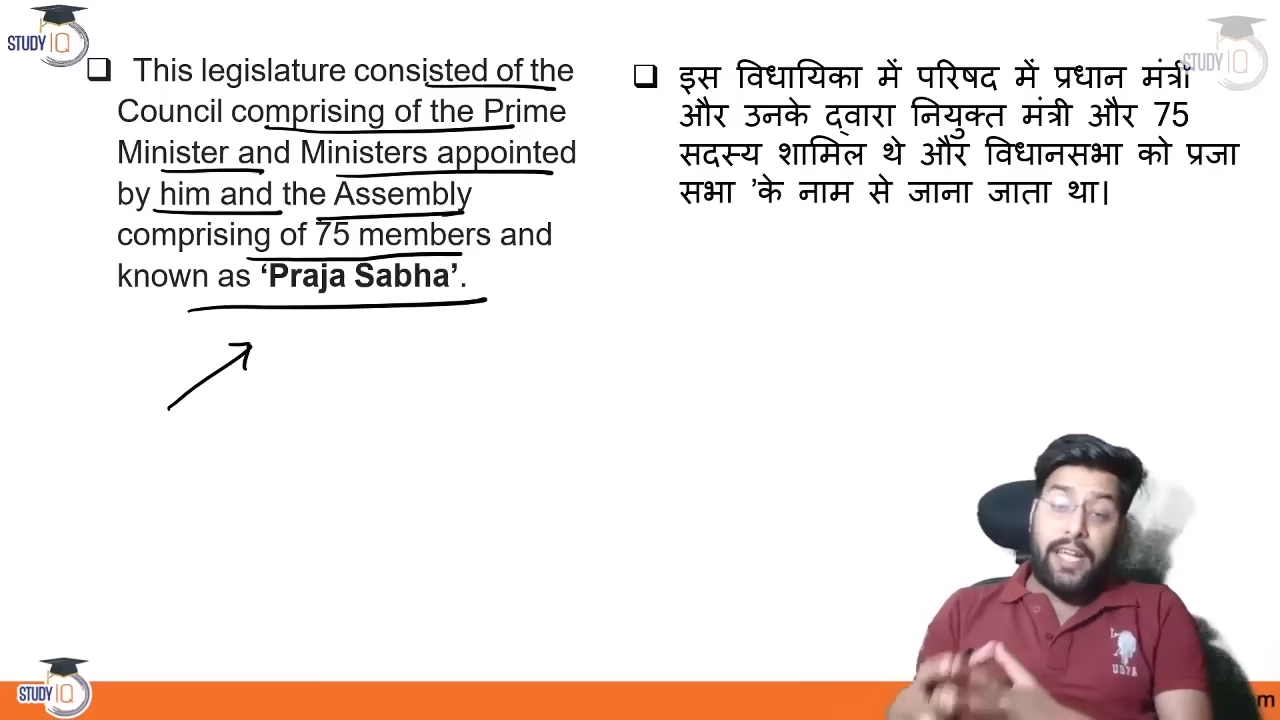 STUDY IQ
This legislature consisted of the
Council comprising of the Prime
Minister and Ministers appointed
by him and the Assembly
comprising of 75 members and
known as ‘Praja Sabha’.
STUDY IQ
इस विधायिका में परिषद में प्रधान मंत्री
और उनके द्वारा नियुक्त मंत्री और 75
सदस्य शामिल थे और विधानसभा को प्रजा
सभा ’के नाम से जाना जाता था।
USPA
STUDY IQ